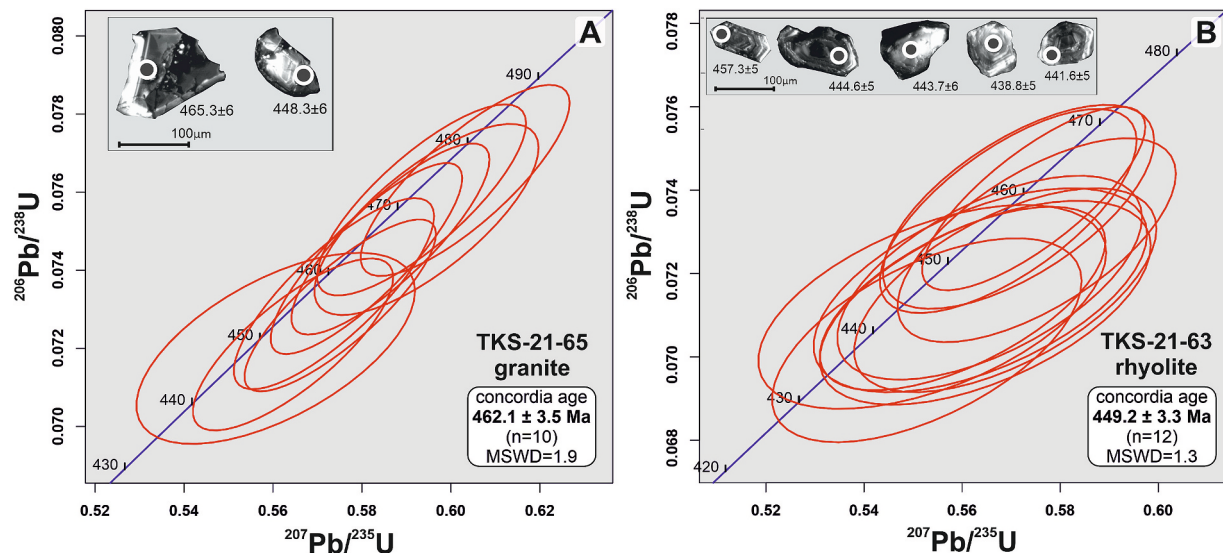 A
465.3±6
448.3±6
100µm
490
480
470
460
450
440
430
0.080
0.078
0.076
0.074
0.072
0.070
206Pb/238U
TKS-21-65
granite
concordia age
462.1 ± 3.5 Ma
(n=10)
MSWD=1.9
0.52
0.56
0.58
0.60
0.62
207Pb/235U
B
457.3±5
444.6±5
443.7±6
438.8±5
441.6±5
100µm
480
470
460
450
440
430
420
0.078
0.076
0.074
0.072
0.070
0.068
206Pb/238U
TKS-21-63
rhyolite
concordia age
449.2 ± 3.3 Ma
(n=12)
MSWD=1.3
0.52
0.54
0.56
0.58
0.60
207Pb/235U